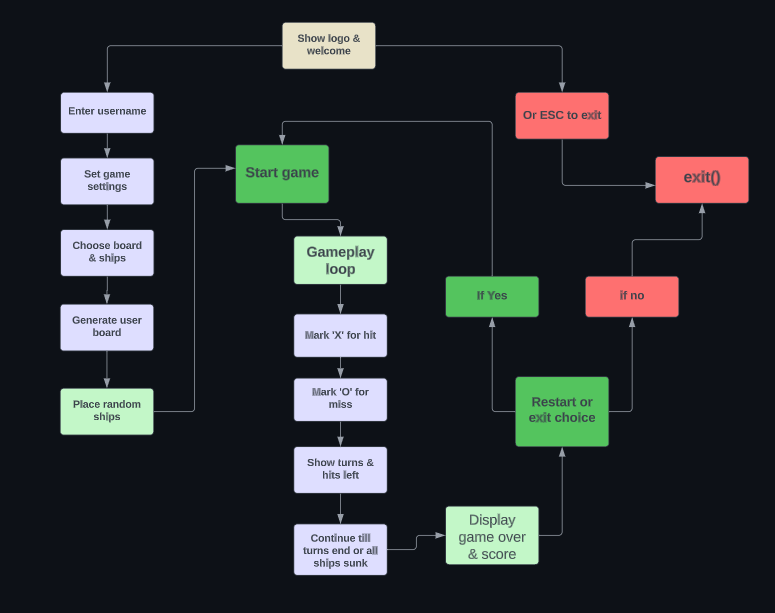 Show logo &
welcome
Enter username
Or ESC to exit
Set game
settings
Start game
exit()
Choose board
& ships
Gameplay
loop
Generate user
board
If Yes
if no
Mark 'X' for hit
Place random
ships
Mark 'O' for
miss
Restart or
exit choice
Show turns &
hits left
Continue till
turns end or all
ships sunk
Display
game over
& score